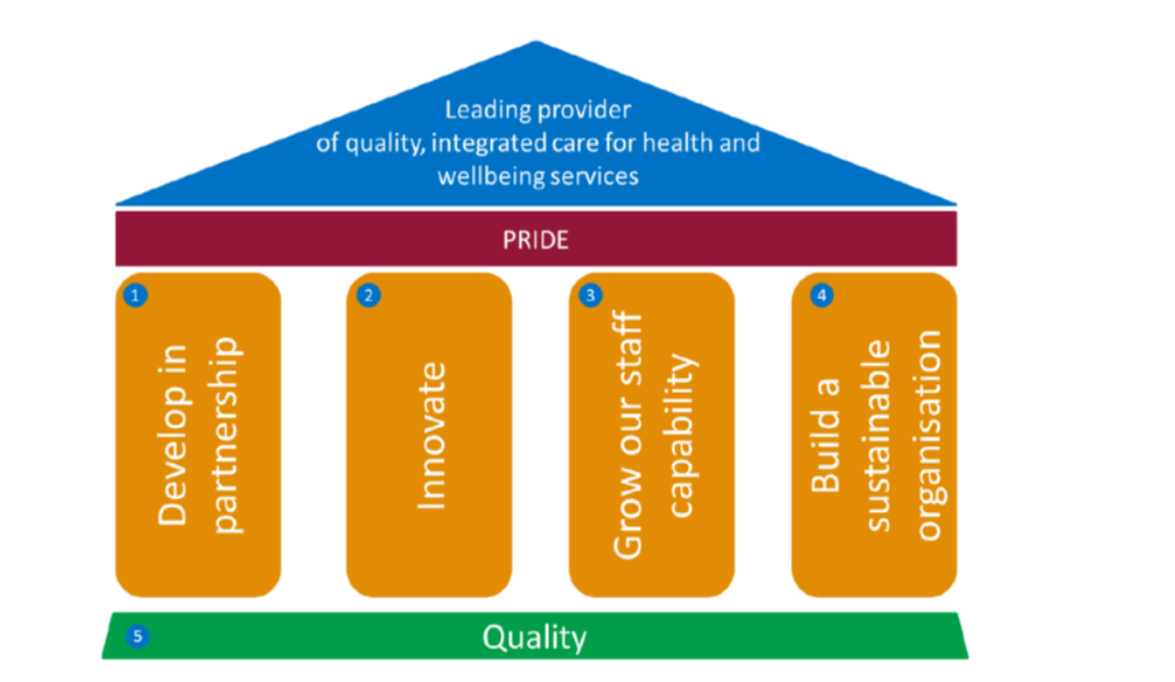 Leading provider
of quality, integrated care for health and
wellbeing services
PRIDE
1
Develop in
partnership
2
Innovate
3
Grow our staff
capability
4
Build a
sustainable
organisation
5
Quality